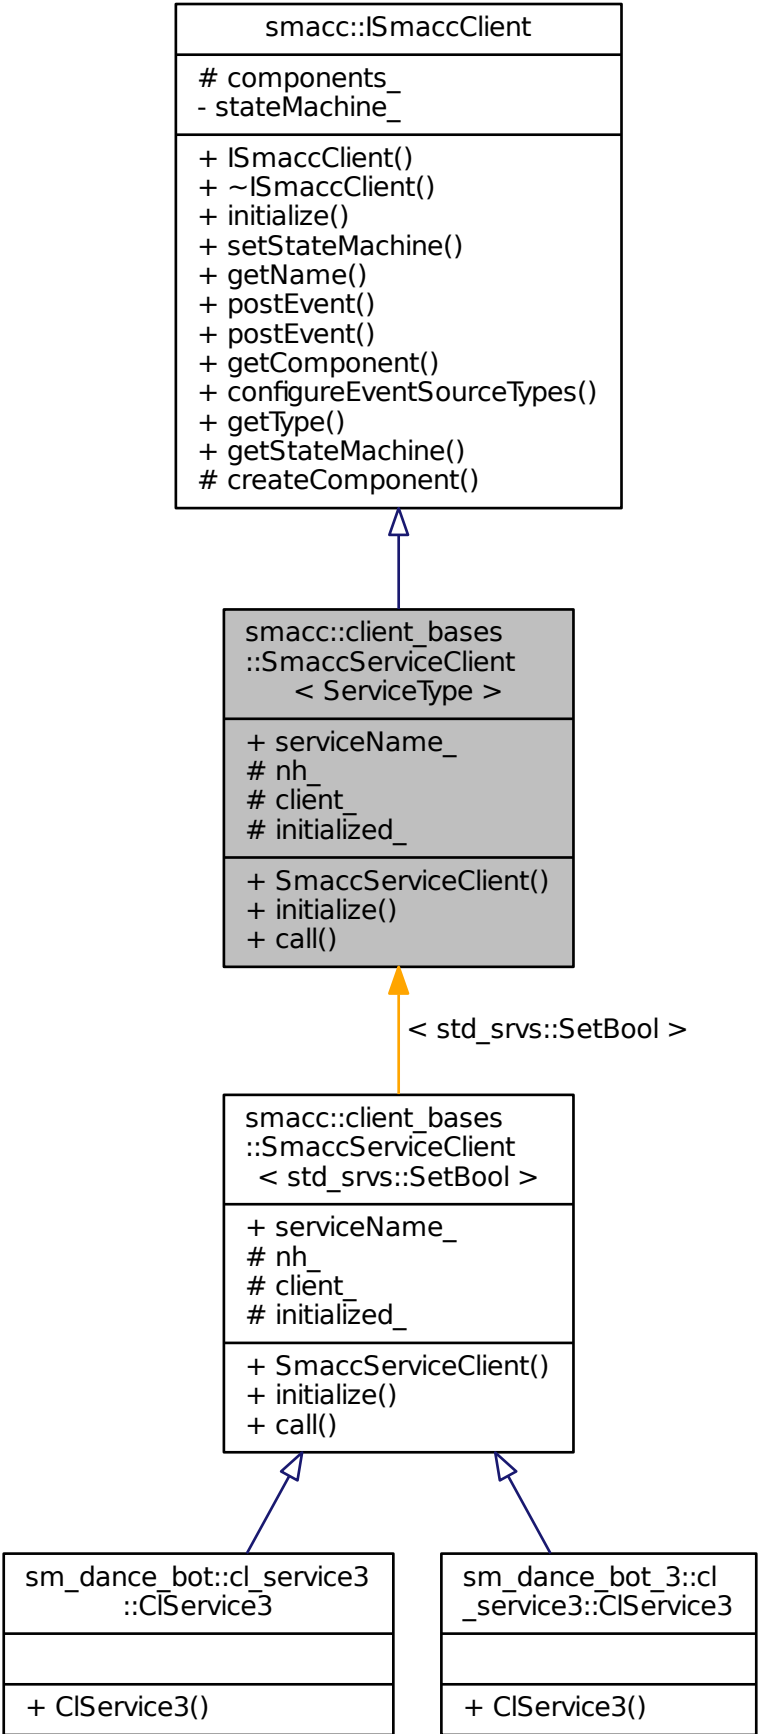 smacc::ISmaccClient
# components_
- stateMachine_
+ ISmaccClient()
+ ~ISmaccClient()
+ initialize()
+ setStateMachine()
+ getName()
+ postEvent()
+ postEvent()
+ getComponent()
+ configureEventSourceTypes()
+ getType()
+ getStateMachine()
# createComponent()
smacc::client_bases
::SmaccServiceClient
< ServiceType >
+ serviceName_
# nh_
# client_
# initialized_
+ SmaccServiceClient()
+ initialize()
+ call()
< std_srvs::SetBool >
smacc::client_bases
::SmaccServiceClient
< std_srvs::SetBool >
+ serviceName_
# nh_
# client_
# initialized_
+ SmaccServiceClient()
+ initialize()
+ call()
sm_dance_bot::cl_service3
::ClService3
+ ClService3()
sm_dance_bot_3::cl
_service3::ClService3
+ ClService3()